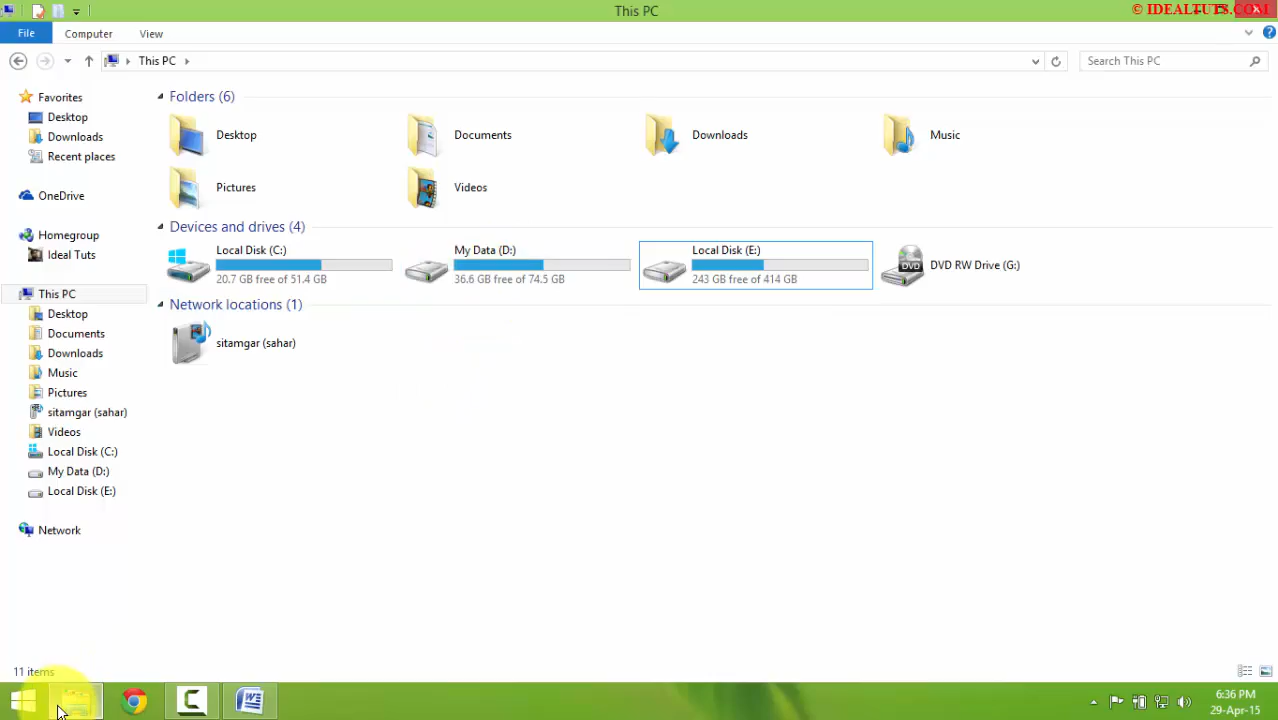 This PC
© IDEALTUTS.COM
File
Computer
View
This PC
Search This PC
Favorites
Desktop
Downloads
Recent places
OneDrive
Homegroup
Ideal Tuts
This PC
Desktop
Documents
Downloads
Music
Pictures
sitamgar (sahar)
Videos
Local Disk (C:)
My Data (D:)
Local Disk (E:)
Network
Folders (6)
Desktop
Documents
Downloads
Music
Pictures
Videos
Devices and drives (4)
Local Disk (C:)
20.7 GB free of 51.4 GB
My Data (D:)
36.6 GB free of 74.5 GB
Local Disk (E:)
243 GB free of 414 GB
DVD
DVD RW Drive (G:)
Network locations (1)
sitamgar (sahar)
11 items
6:36 PM
29-Apr-15